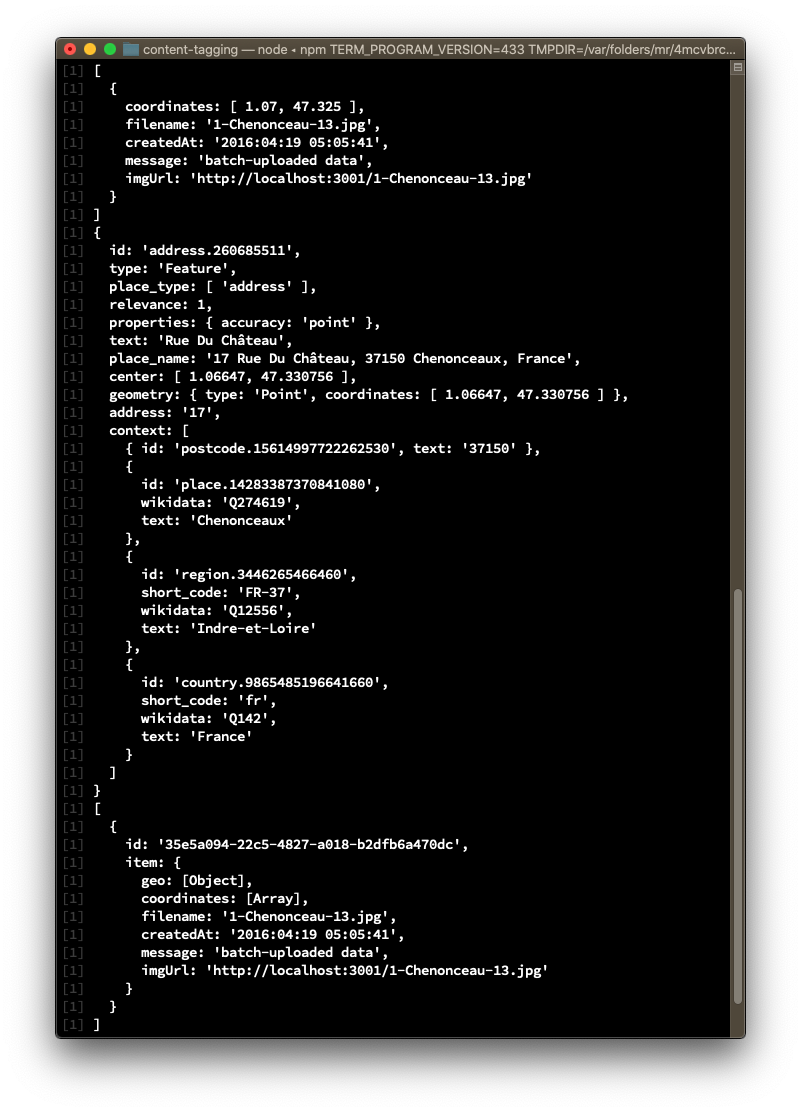 content-tagging — node ◂ npm TERM_PROGRAM_VERSION=433 TMPDIR=/var/folders/mr/4mcvbrc...
[1] [
[1]   {
[1]     coordinates: [ 1.07, 47.325 ],
[1]     filename: '1-Chenonceau-13.jpg',
[1]     createdAt: '2016:04:19 05:05:41',
[1]     message: 'batch-uploaded data',
[1]     imgUrl: 'http://localhost:3001/1-Chenonceau-13.jpg'
[1]   }
[1] ]
[1] {
[1]   id: 'address.260685511',
[1]   type: 'Feature',
[1]   place_type: [ 'address' ],
[1]   relevance: 1,
[1]   properties: { accuracy: 'point' },
[1]   text: 'Rue Du Château',
[1]   place_name: '17 Rue Du Château, 37150 Chenonceaux, France',
[1]   center: [ 1.06647, 47.330756 ],
[1]   geometry: { type: 'Point', coordinates: [ 1.06647, 47.330756 ] },
[1]   address: '17',
[1]   context: [
[1]     { id: 'postcode.15614997722262530', text: '37150' },
[1]     {
[1]       id: 'place.14283387370841080',
[1]       wikidata: 'Q274619',
[1]       text: 'Chenonceaux'
[1]     },
[1]     {
[1]       id: 'region.3446265466460',
[1]       short_code: 'FR-37',
[1]       wikidata: 'Q12556',
[1]       text: 'Indre-et-Loire'
[1]     },
[1]     {
[1]       id: 'country.9865485196641660',
[1]       short_code: 'fr',
[1]       wikidata: 'Q142',
[1]       text: 'France'
[1]     }
[1]   ]
[1] }
[1] [
[1]   {
[1]     id: '35e5a094-22c5-4827-a018-b2dfb6a470dc',
[1]     item: {
[1]       geo: [Object],
[1]       coordinates: [Array],
[1]       filename: '1-Chenonceau-13.jpg',
[1]       createdAt: '2016:04:19 05:05:41',
[1]       message: 'batch-uploaded data',
[1]       imgUrl: 'http://localhost:3001/1-Chenonceau-13.jpg'
[1]     }
[1]   }
[1] ]